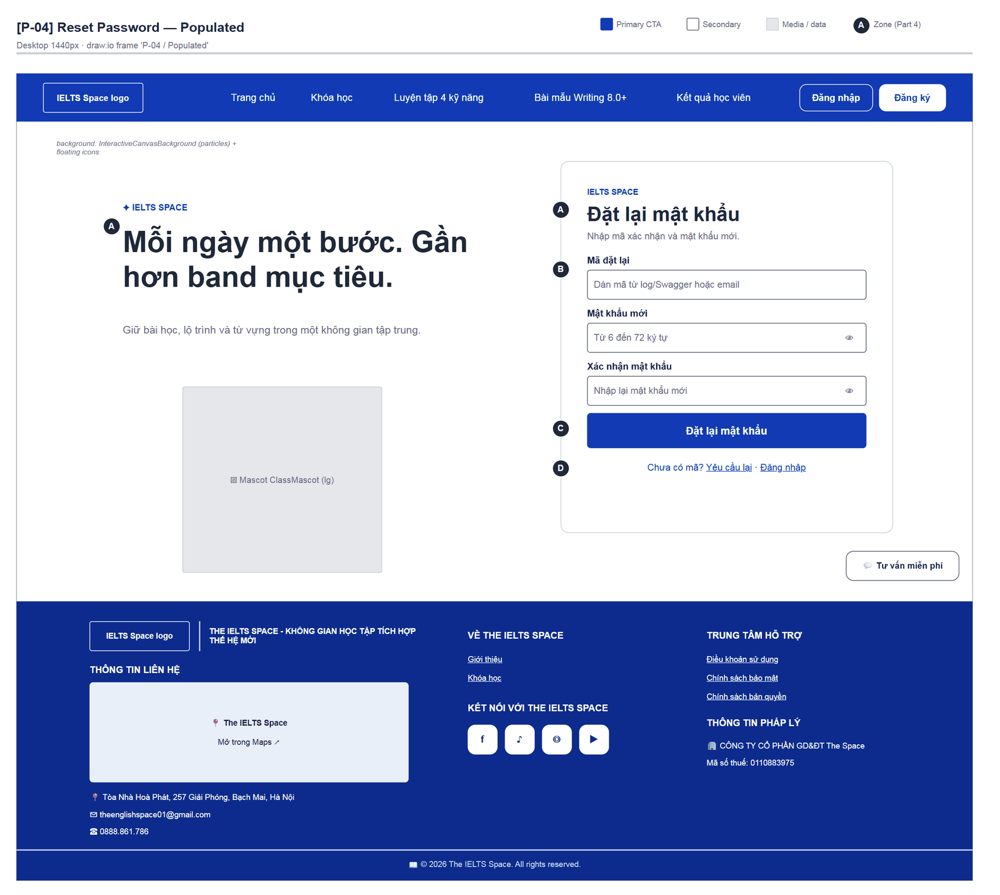 [P-04] Reset Password — Populated
Desktop 1440px · draw.io frame 'P-04 / Populated'
Primary CTA
Secondary
Media / data
A Zone (Part 4)
IELTS Space logo
Trang chủ
Khóa học
Luyện tập 4 kỹ năng
Bài mẫu Writing 8.0+
Kết quả học viên
Đăng nhập
Đăng ký
background: InteractiveCanvasBackground (particles) +
floating icons
✦ IELTS SPACE
A
Mỗi ngày một bước. Gần
hơn band mục tiêu.
Giữ bài học, lộ trình và từ vựng trong một không gian tập trung.
▨ Mascot ClassMascot (lg)
IELTS SPACE
A
Đặt lại mật khẩu
Nhập mã xác nhận và mật khẩu mới.
B
Mã đặt lại
Dán mã từ log/Swagger hoặc email
Mật khẩu mới
Từ 6 đến 72 ký tự
Xác nhận mật khẩu
Nhập lại mật khẩu mới
C
Đặt lại mật khẩu
D
Chưa có mã? Yêu cầu lại · Đăng nhập
Tư vấn miễn phí
IELTS Space logo
THE IELTS SPACE - KHÔNG GIAN HỌC TẬP TÍCH HỢP
THẾ HỆ MỚI
THÔNG TIN LIÊN HỆ
The IELTS Space
Mở trong Maps ↗
Tòa Nhà Hoà Phát, 257 Giải Phóng, Bạch Mai, Hà Nội
theenglishspace01@gmail.com
0888.861.786
VỀ THE IELTS SPACE
Giới thiệu
Khóa học
KẾT NỐI VỚI THE IELTS SPACE
f
TRUNG TÂM HỖ TRỢ
Điều khoản sử dụng
Chính sách bảo mật
Chính sách bản quyền
THÔNG TIN PHÁP LÝ
CÔNG TY CỔ PHẦN GD&ĐT The Space
Mã số thuế: 0110883975
© 2026 The IELTS Space. All rights reserved.